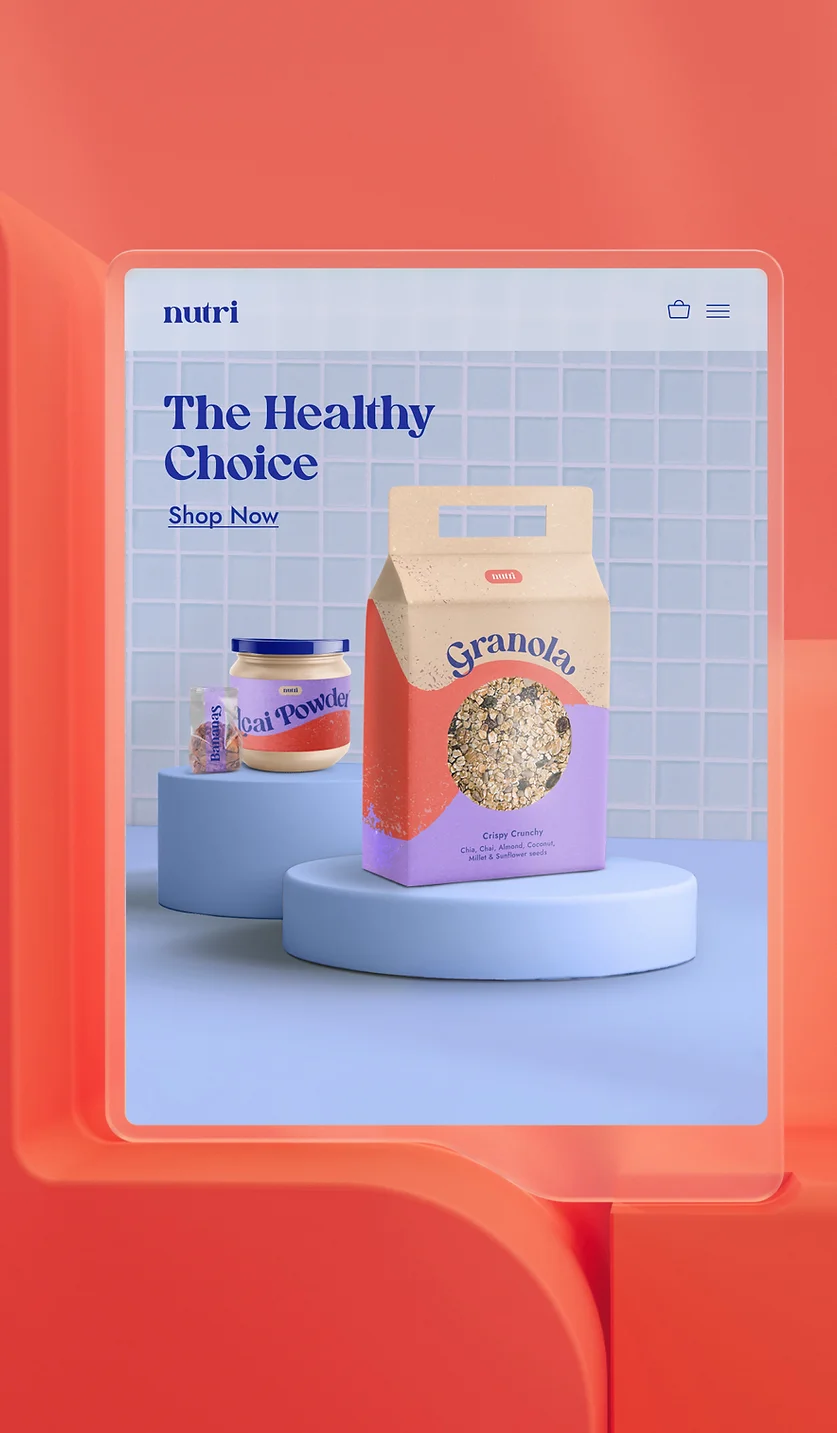 nutri
The Healthy
Choice
Shop Now
nutri
Granola
nutri
Acai Powder
Bananas
Crispy Crunchy
Chia, Chai, Almond, Coconut,
Millet & Sunflower seeds